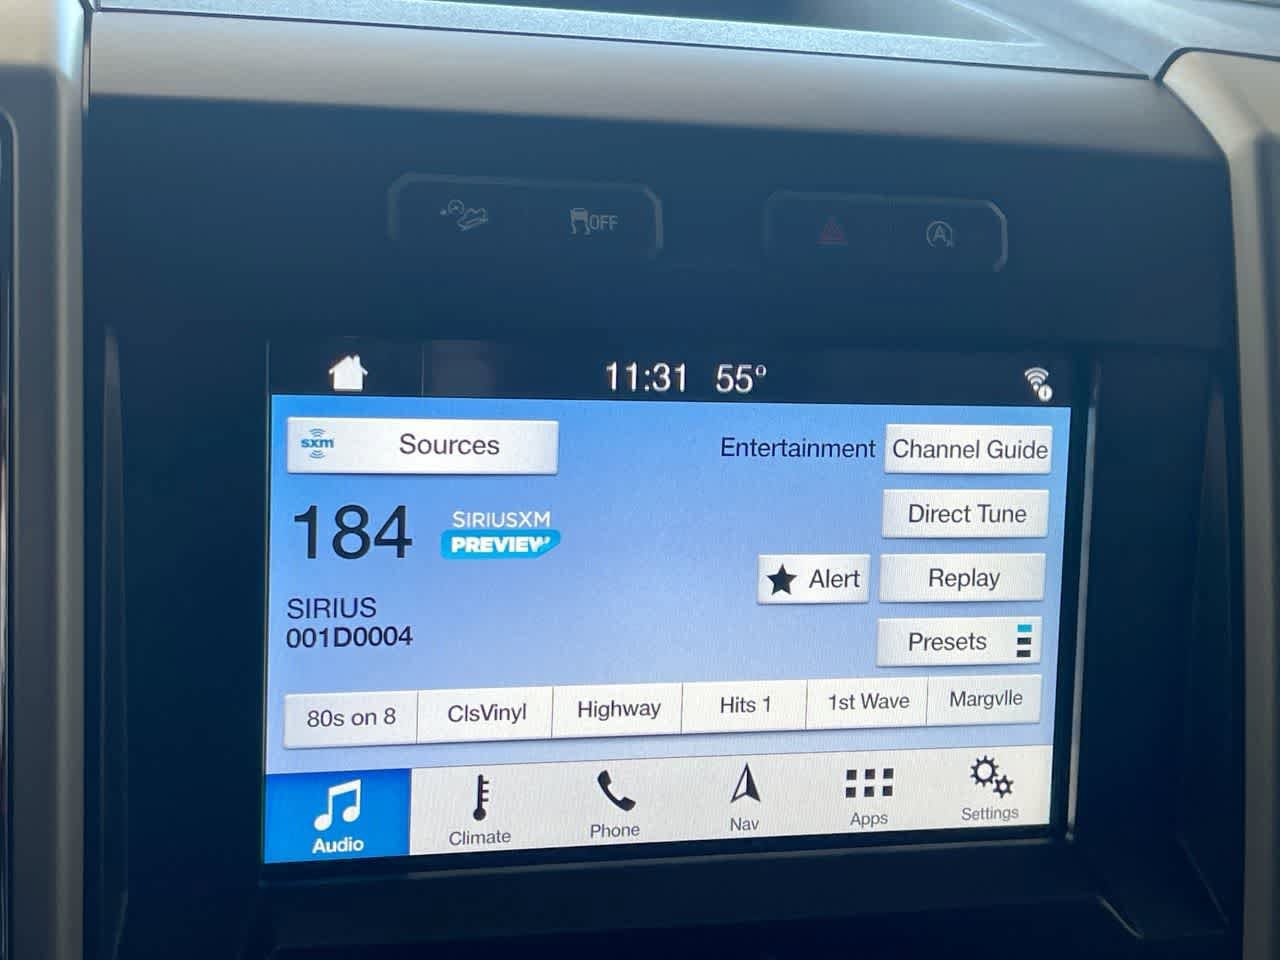 OFF
A
11:31 55°
sxm Sources
Entertainment Channel Guide
184 SIRIUSXM
PREVIEW
Direct Tune
Alert Replay
SIRIUS
001D0004
Presets
80s on 8 ClsVinyl Highway Hits 1 1st Wave Margvlle
Audio Climate Phone Nav Apps Settings